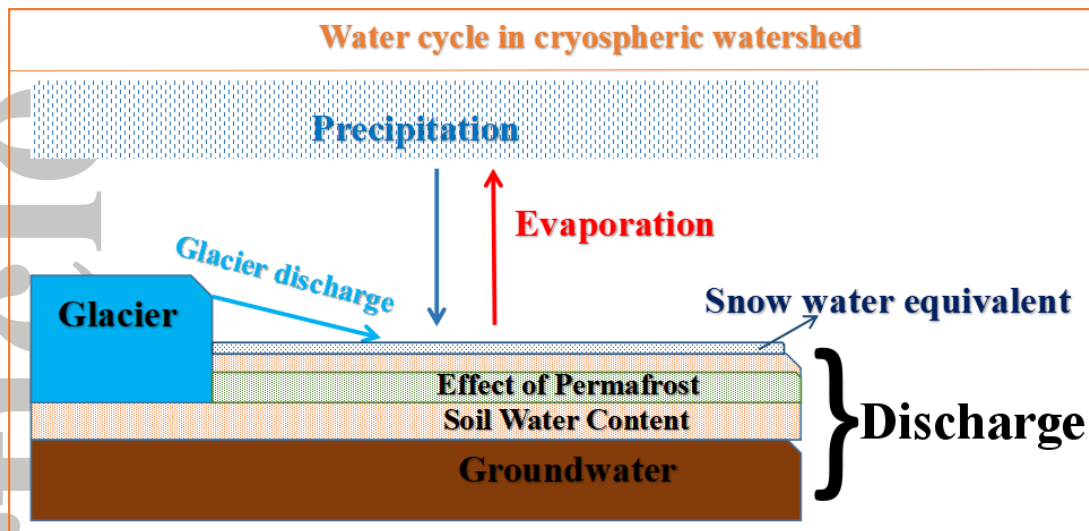 Water cycle in cryospheric watershed
Precipitation
Evaporation
Glacier discharge
Snow water equivalent
Glacier
Effect of Permafrost
Soil Water Content
Discharge
Groundwater